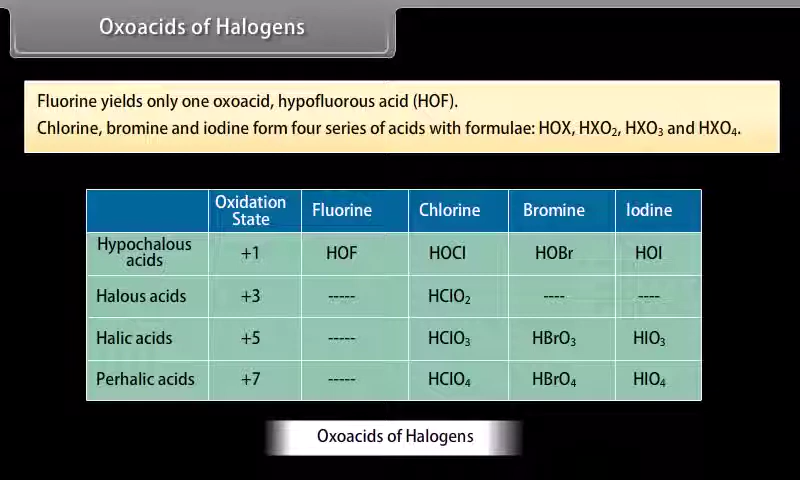 Oxoacids of Halogens
Fluorine yields only one oxoacid, hypofluorous acid (HOF).
Chlorine, bromine and iodine form four series of acids with formulae: HOX, HXO₂, HXO₃ and HXO₄.
Oxidation State Fluorine Chlorine Bromine Iodine
Hypochalous acids +1 HOF HOCl HOBr HOI
Halous acids +3 ----- HClO₂ ---- ----
Halic acids +5 ----- HClO₃ HBrO₃ HIO₃
Perhalic acids +7 ----- HClO₄ HBrO₄ HIO₄
Oxoacids of Halogens